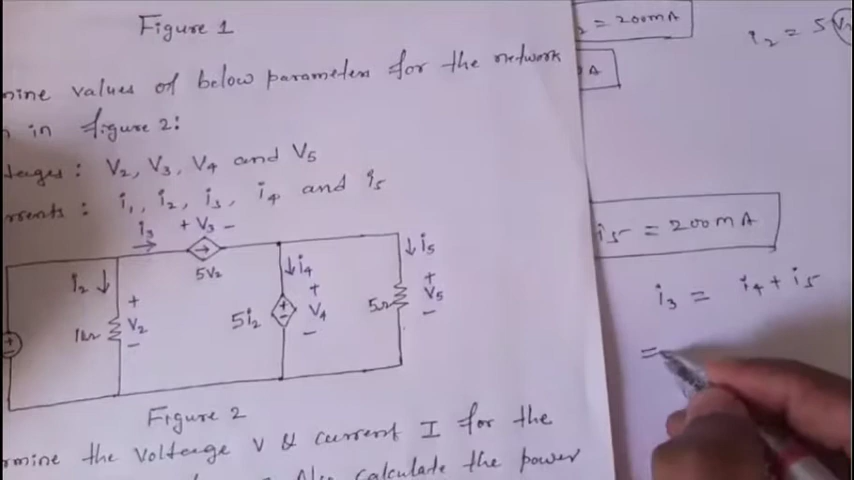 Figure 1
mine values of below parameters for the network
in figure 2:
tages: V₂, V₃, V₄ and V₅
rrents: i₁, i₂, i₃, i₄ and i₅
i₃ + V₃ -
5V₂
i₂
1kΩ
+
V₂
-
i₄
5i₂
+
-
+
V₄
-
i₅
5Ω
+
V₅
-
+
-
Figure 2
rmine the voltage V & current I for the
calculate the power
= 200mA
A
i₂ = 5V₂
i₅ = 200mA
i₃ = i₄ + i₅
=